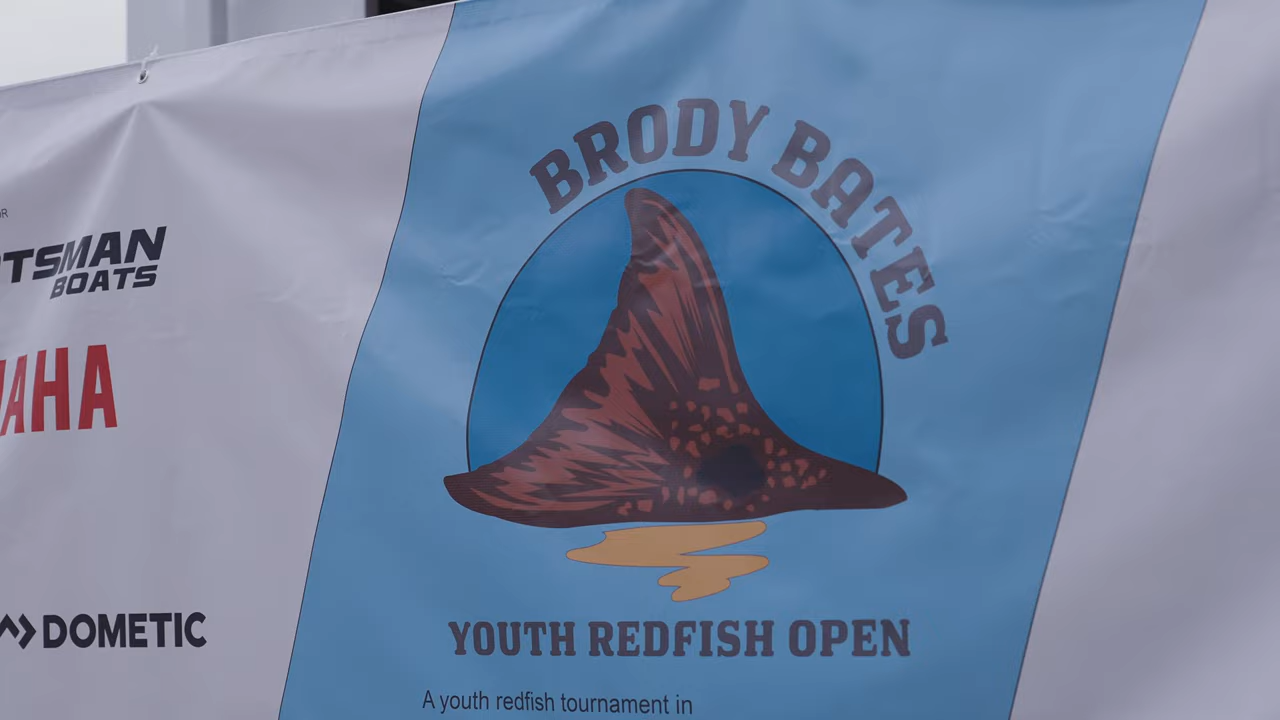 TSMAN
BOATS
AHA
DOMETIC
BRODY BATES
YOUTH REDFISH OPEN
A youth redfish tournament in